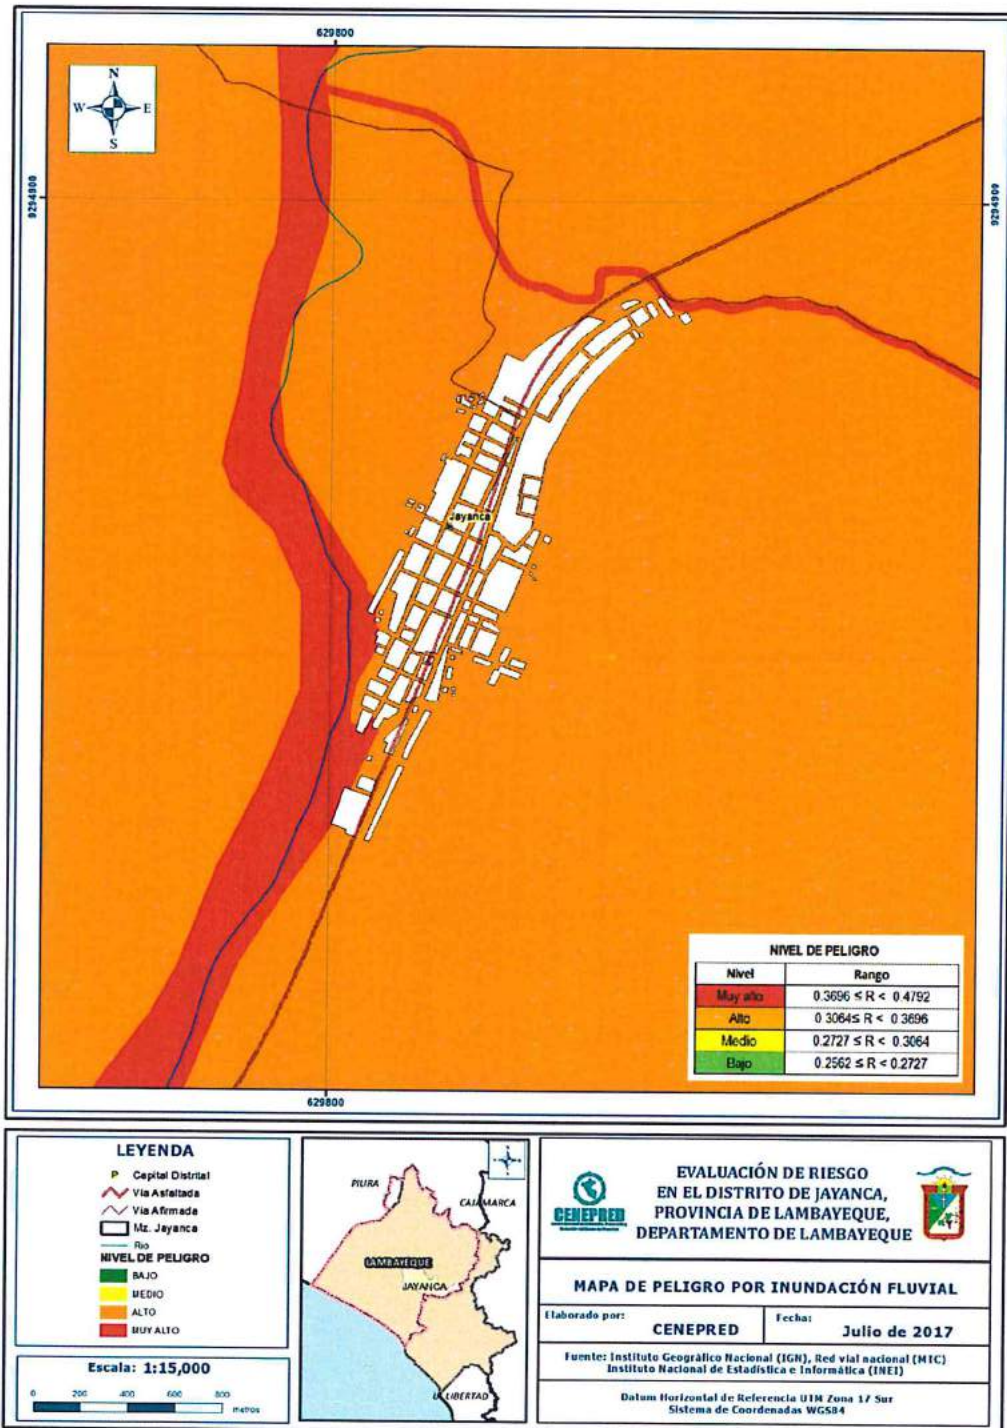 629800
N
W E
S
9294900
9294900
Jayanca
NIVEL DE PELIGRO
Nivel Rango
Muy alto 0.3696 ≤ R < 0.4792
Alto 0.3064≤ R < 0.3696
Medio 0.2727 ≤ R < 0.3064
Bajo 0.2562 ≤ R < 0.2727
629800
LEYENDA
P Capital Distrital
Vía Asfaltada
Vía Afirmada
Mz. Jayanca
Rio
NIVEL DE PELIGRO
BAJO
MEDIO
ALTO
MUY ALTO
Escala: 1:15,000
0 200 400 600 800
metros
PIURA
CAJAMARCA
LAMBAYEQUE
JAYANCA
LIBERTAD
CENEPRED
EVALUACIÓN DE RIESGO
EN EL DISTRITO DE JAYANCA,
PROVINCIA DE LAMBAYEQUE,
DEPARTAMENTO DE LAMBAYEQUE
MAPA DE PELIGRO POR INUNDACIÓN FLUVIAL
Elaborado por:
CENEPRED
Fecha:
Julio de 2017
Fuente: Instituto Geográfico Nacional (IGN), Red vial nacional (MTC)
Instituto Nacional de Estadística e Informática (INEI)
Datum Horizontal de Referencia UTM Zona 17 Sur
Sistema de Coordenadas WGS84